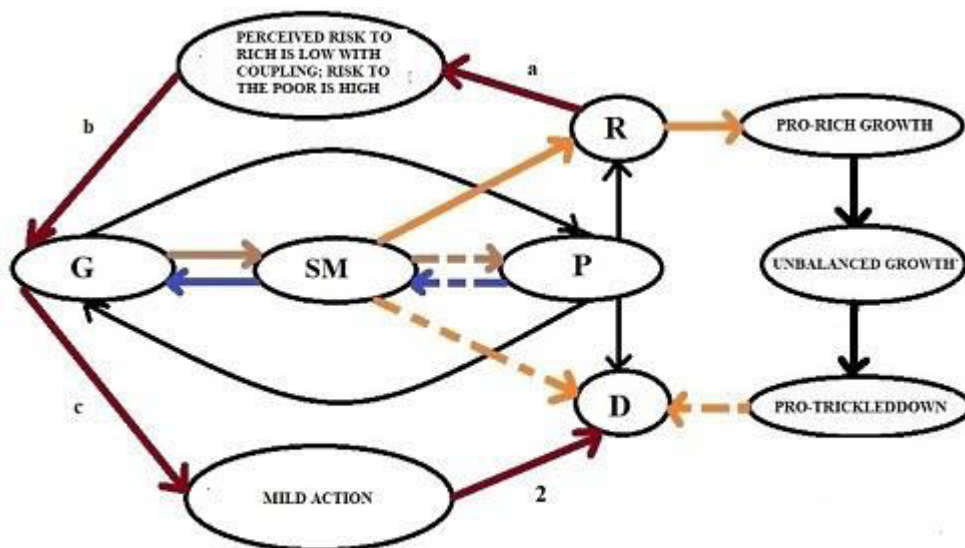 PERCEIVED RISK TO
RICH IS LOW WITH
COUPLING; RISK TO
THE POOR IS HIGH
a
R
PRO-RICH GROWTH
b
G
SM
P
UNBALANCED GROWTH
c
D
PRO-TRICKLEDDOWN
MILD ACTION
2